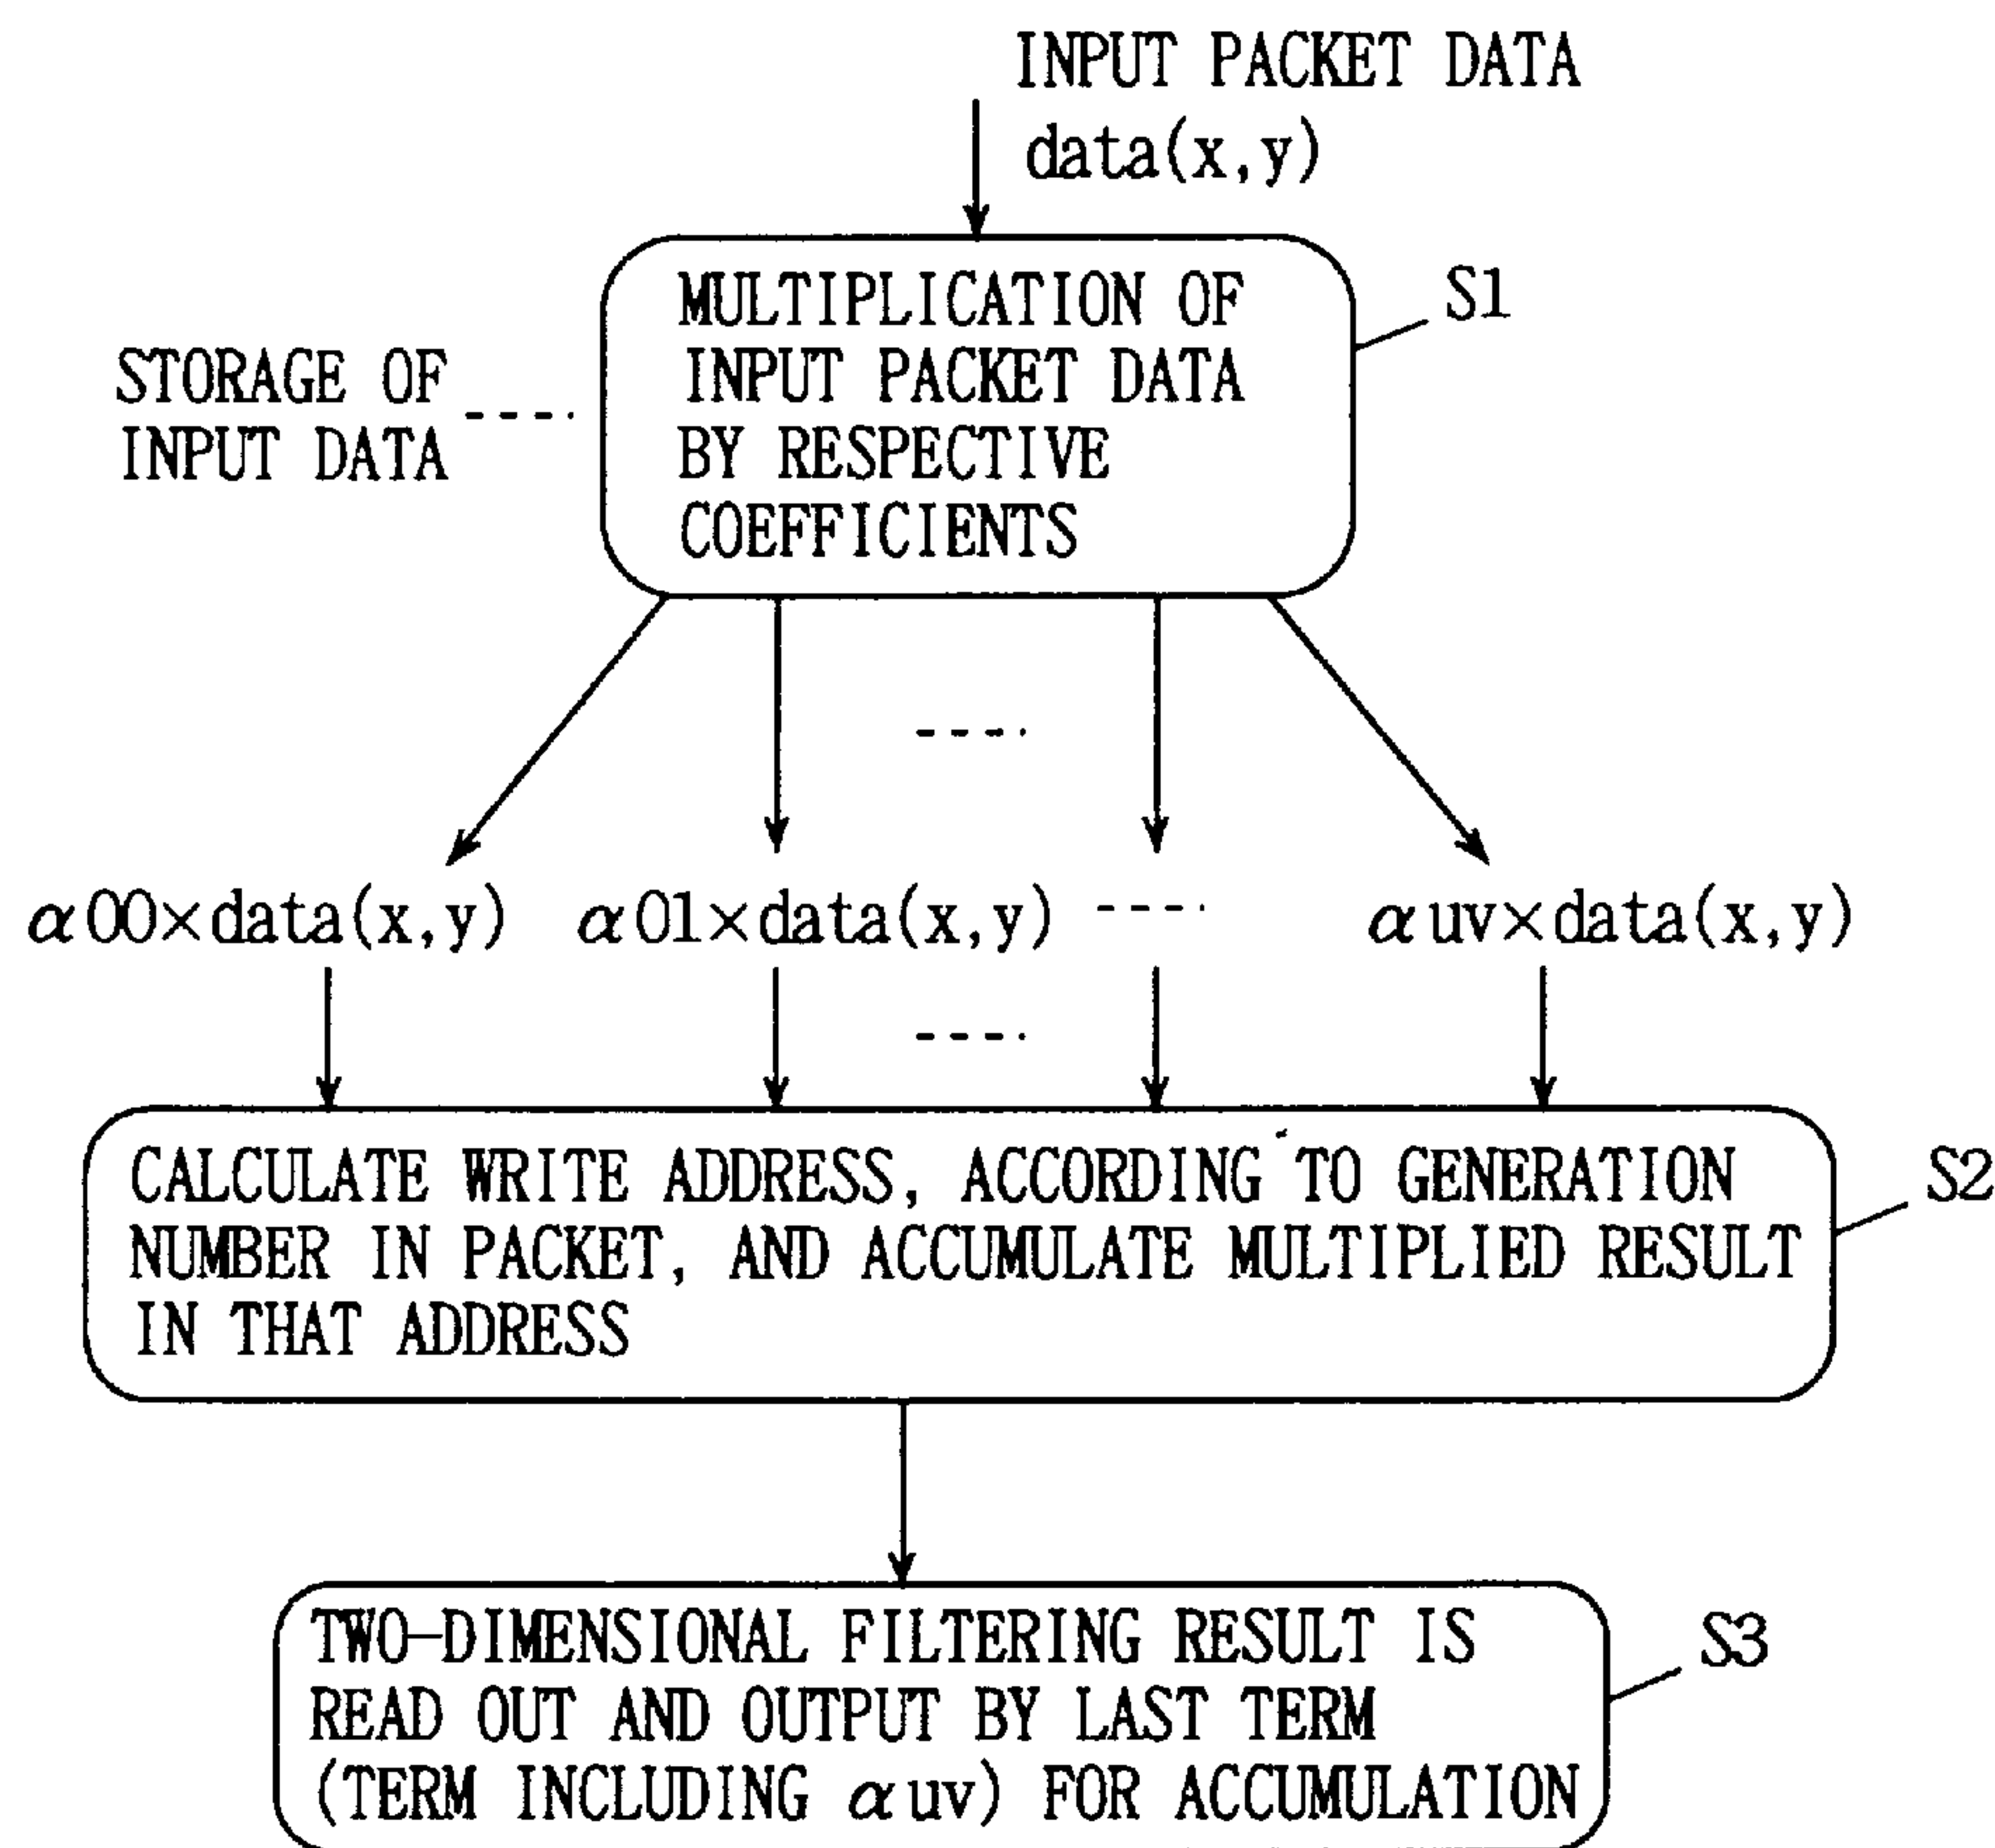 INPUT PACKET DATA
data(x,y)
MULTIPLICATION OF
INPUT PACKET DATA
BY RESPECTIVE
COEFFICIENTS
S1
STORAGE OF
INPUT DATA
α00×data(x,y) α01×data(x,y) ---- αuv×data(x,y)
CALCULATE WRITE ADDRESS, ACCORDING TO GENERATION
NUMBER IN PACKET, AND ACCUMULATE MULTIPLIED RESULT
IN THAT ADDRESS
S2
TWO-DIMENSIONAL FILTERING RESULT IS
READ OUT AND OUTPUT BY LAST TERM
(TERM INCLUDING αuv) FOR ACCUMULATION
S3